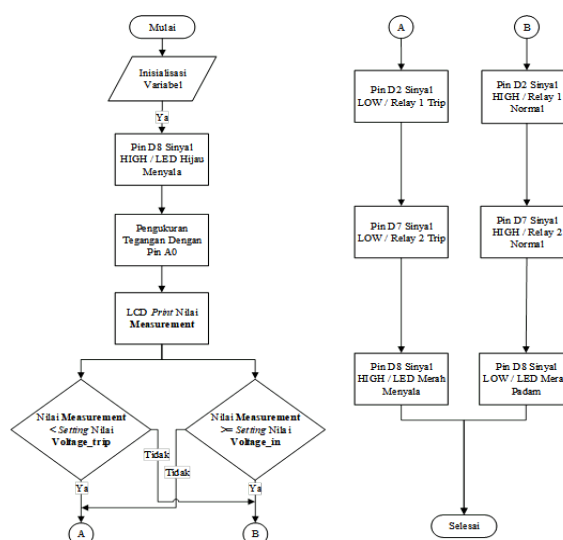 Mulai
Inisialisasi
Variabel
Ya
Pin D8 Sinyal
HIGH / LED Hijau
Menyala
Pengukuran
Tegangan Dengan
Pin A0
LCD Print Nilai
Measurement
Nilai Measurement
< Setting Nilai
Voltage_trip
Nilai Measurement
>= Setting Nilai
Voltage_in
Tidak
Tidak
Ya
Ya
A
B
A
B
Pin D2 Sinyal
LOW / Relay 1 Trip
Pin D2 Sinyal
HIGH / Relay 1
Normal
Pin D7 Sinyal
LOW / Relay 2 Trip
Pin D7 Sinyal
HIGH / Relay 2
Normal
Pin D8 Sinyal
HIGH / LED Merah
Menyala
Pin D8 Sinyal
LOW / LED Mera
Padam
Selesai